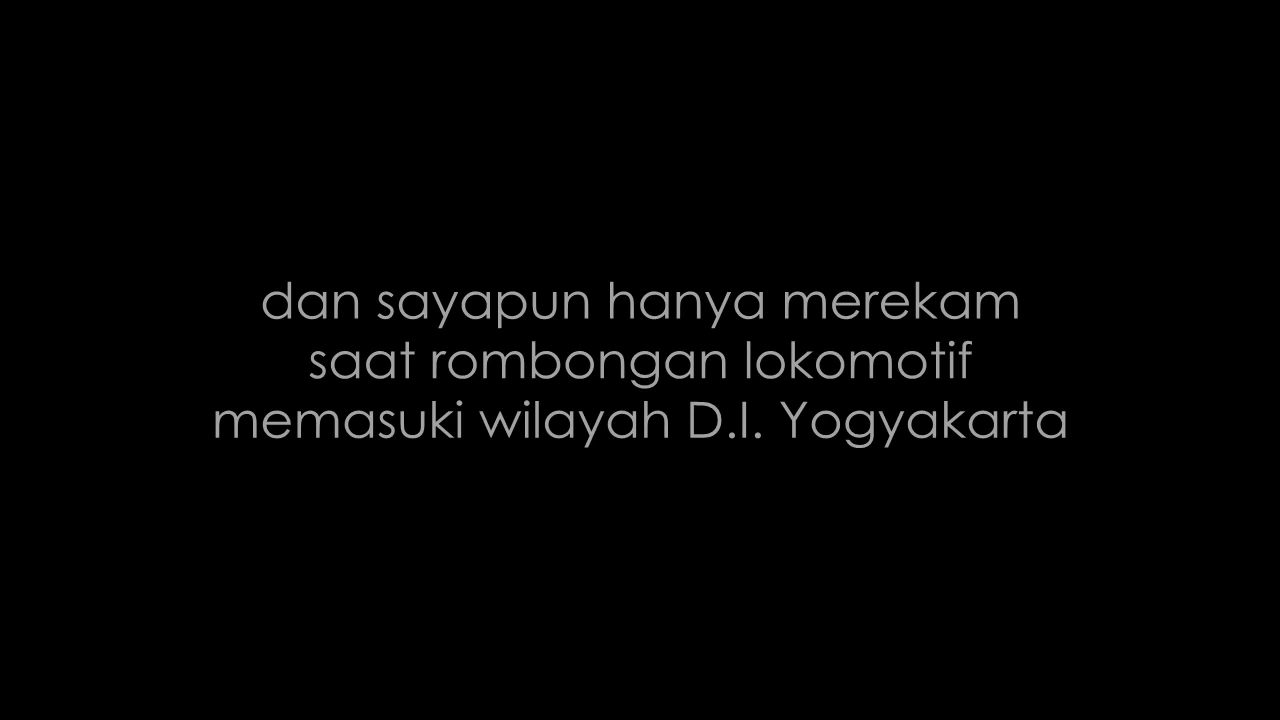 dan sayapun hanya merekam
saat rombongan lokomotif
memasuki wilayah D.I. Yogyakarta